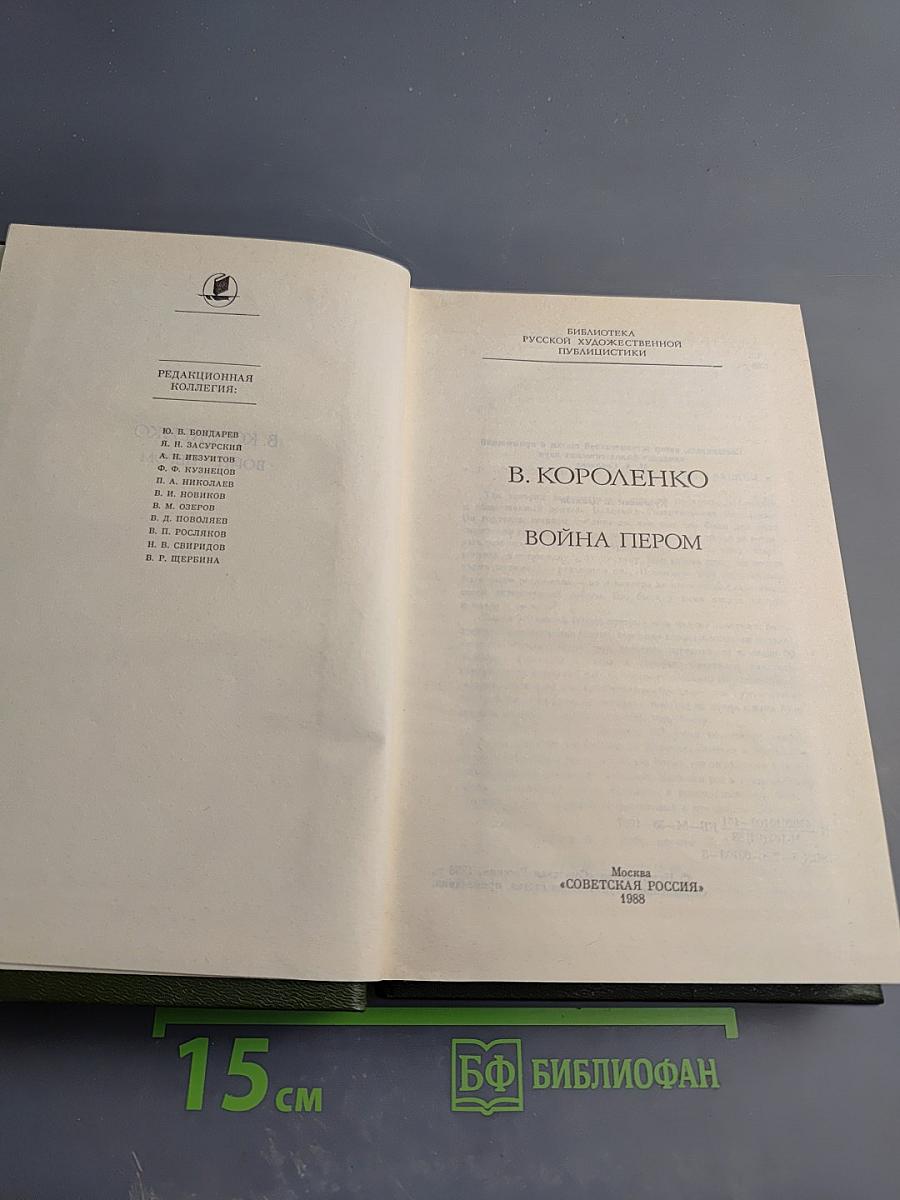 РЕДАКЦИОННАЯ
КОЛЛЕГИЯ:
Ю. В. БОНДАРЕВ
Я. Н. ЗАСУРСКИЙ
А. Н. ИЕЗУИТОВ
Ф. Ф. КУЗНЕЦОВ
П. А. НИКОЛАЕВ
В. И. НОВИКОВ
В. М. ОЗЕРОВ
В. Д. ПОВОЛЯЕВ
В. П. РОСЛЯКОВ
Н. В. СВИРИДОВ
В. Р. ЩЕРБИНА
БИБЛИОТЕКА
РУССКОЙ ХУДОЖЕСТВЕННОЙ
ПУБЛИЦИСТИКИ
В. КОРОЛЕНКО
ВОЙНА ПЕРОМ
Москва
«СОВЕТСКАЯ РОССИЯ»
1988
15 см
БФ БИБЛИОФАН